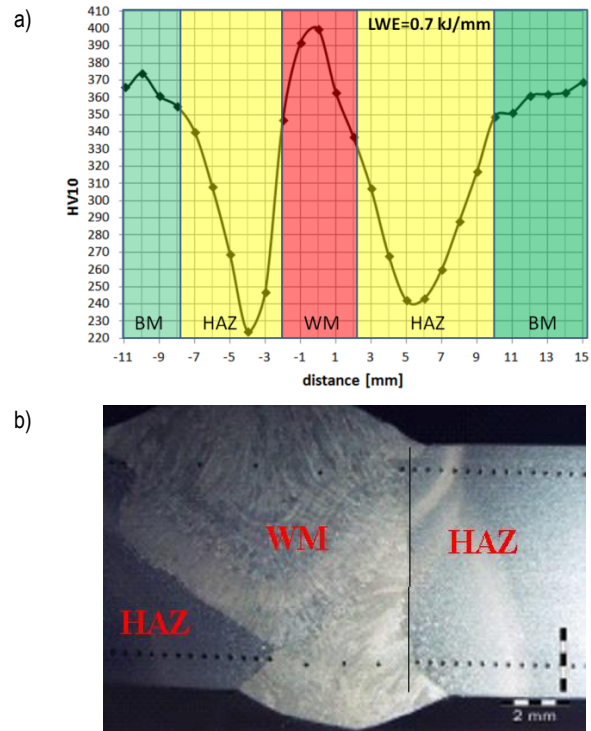 a)
LWE=0.7 kJ/mm
HV10
410
400
390
380
370
360
350
340
330
320
310
300
290
280
270
260
250
240
230
220
BM HAZ WM HAZ BM
-11 -9 -7 -5 -3 -1 1 3 5 7 9 11 13 15
distance [mm]
b)
WM
HAZ
HAZ
2 mm